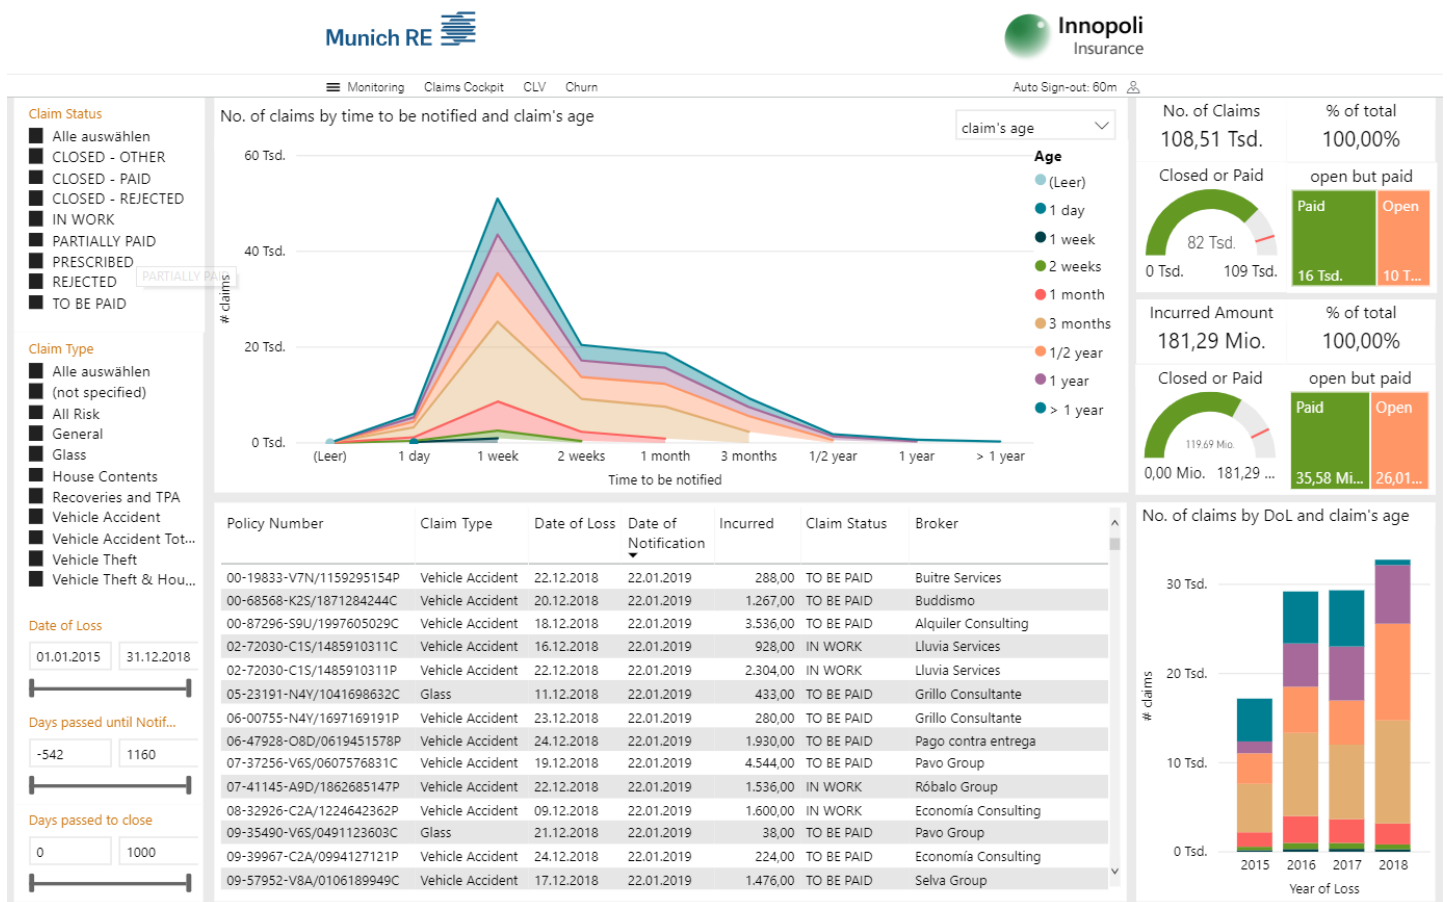 Munich RE
Innopoli
Insurance
Monitoring Claims Cockpit CLV Churn
Auto Sign-out: 60m
Claim Status
Alle auswählen
CLOSED - OTHER
CLOSED - PAID
CLOSED - REJECTED
IN WORK
PARTIALLY PAID
PRESCRIBED
REJECTED
TO BE PAID
PARTIALLY PAID
Claim Type
Alle auswählen
(not specified)
All Risk
General
Glass
House Contents
Recoveries and TPA
Vehicle Accident
Vehicle Accident Tot...
Vehicle Theft
Vehicle Theft & Hou...
Date of Loss
01.01.2015 31.12.2018
Days passed until Notif...
-542 1160
Days passed to close
0 1000
No. of claims by time to be notified and claim's age
claim's age
60 Tsd.
40 Tsd.
20 Tsd.
0 Tsd.
# claims
(Leer) 1 day 1 week 2 weeks 1 month 3 months 1/2 year 1 year > 1 year
Time to be notified
Age
(Leer)
1 day
1 week
2 weeks
1 month
3 months
1/2 year
1 year
> 1 year
Policy Number Claim Type Date of Loss Date of Notification Incurred Claim Status Broker
00-19833-V7N/1159295154P Vehicle Accident 22.12.2018 22.01.2019 288,00 TO BE PAID Buitre Services
00-68568-K2S/1871284244C Vehicle Accident 20.12.2018 22.01.2019 1.267,00 TO BE PAID Buddismo
00-87296-S9U/1997605029C Vehicle Accident 18.12.2018 22.01.2019 3.536,00 TO BE PAID Alquiler Consulting
02-72030-C1S/1485910311C Vehicle Accident 16.12.2018 22.01.2019 928,00 IN WORK Lluvia Services
02-72030-C1S/1485910311P Vehicle Accident 22.12.2018 22.01.2019 2.304,00 IN WORK Lluvia Services
05-23191-N4Y/1041698632C Glass 11.12.2018 22.01.2019 433,00 TO BE PAID Grillo Consultante
06-00755-N4Y/1697169191P Vehicle Accident 23.12.2018 22.01.2019 280,00 TO BE PAID Grillo Consultante
06-47928-O8D/0619451578P Vehicle Accident 24.12.2018 22.01.2019 1.930,00 TO BE PAID Pago contra entrega
07-37256-V6S/0607576831C Vehicle Accident 19.12.2018 22.01.2019 4.544,00 TO BE PAID Pavo Group
07-41145-A9D/1862685147P Vehicle Accident 22.12.2018 22.01.2019 1.536,00 IN WORK Róbalo Group
08-32926-C2A/1224642362P Vehicle Accident 09.12.2018 22.01.2019 1.600,00 IN WORK Economía Consulting
09-35490-V6S/0491123603C Glass 21.12.2018 22.01.2019 38,00 TO BE PAID Pavo Group
09-39967-C2A/0994127121P Vehicle Accident 24.12.2018 22.01.2019 224,00 TO BE PAID Economía Consulting
09-57952-V8A/0106189949C Vehicle Accident 17.12.2018 22.01.2019 1.476,00 TO BE PAID Selva Group
No. of Claims % of total
108,51 Tsd. 100,00%
Closed or Paid
82 Tsd.
0 Tsd. 109 Tsd.
open but paid
Paid Open
16 Tsd. 10 T...
Incurred Amount % of total
181,29 Mio. 100,00%
Closed or Paid
119,69 Mio.
0,00 Mio. 181,29 ...
open but paid
Paid Open
35,58 Mi... 26,01...
No. of claims by DoL and claim's age
30 Tsd.
20 Tsd.
10 Tsd.
0 Tsd.
# claims
2015 2016 2017 2018
Year of Loss